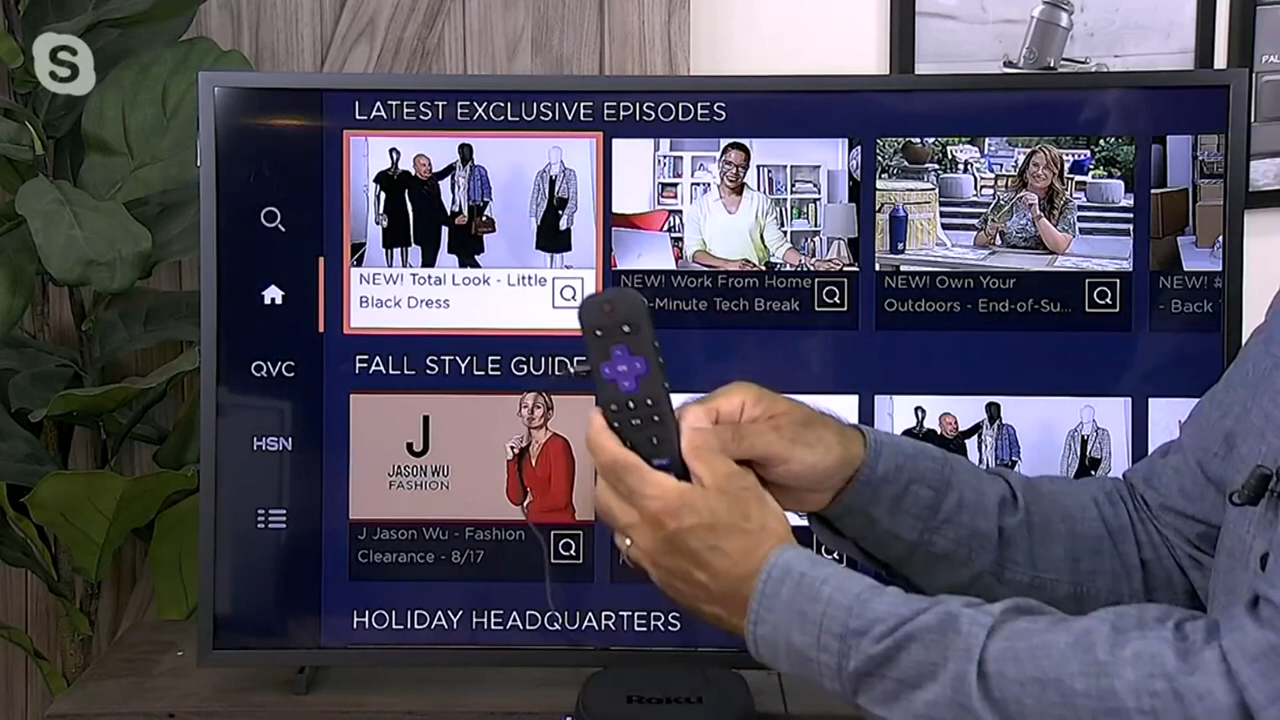 S
PAL
LATEST EXCLUSIVE EPISODES
NEW! Total Look - Little
Black Dress
Q
NEW! Work From Home
-Minute Tech Break
Q
NEW! Own Your
Outdoors - End-of-Su...
Q
NEW! #
- Back
QVC
HSN
FALL STYLE GUIDE
J
JASON WU
FASHION
J Jason Wu - Fashion
Clearance - 8/17
Q
HOLIDAY HEADQUARTERS
Roku